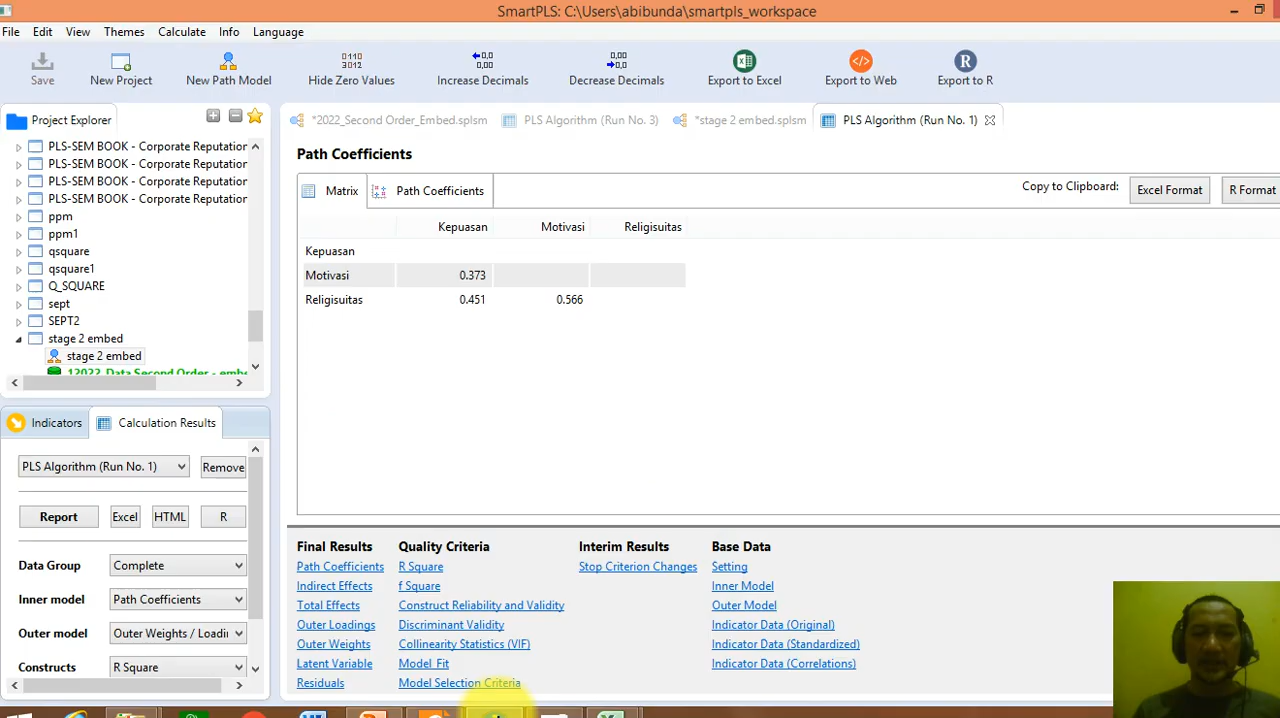 SmartPLS: C:\Users\abibunda\smartpls_workspace
File Edit View Themes Calculate Info Language
Save New Project New Path Model Hide Zero Values Increase Decimals Decrease Decimals Export to Excel Export to Web Export to R
Project Explorer
PLS-SEM BOOK - Corporate Reputation
PLS-SEM BOOK - Corporate Reputation
PLS-SEM BOOK - Corporate Reputation
PLS-SEM BOOK - Corporate Reputation
ppm
ppm1
qsquare
qsquare1
Q_SQUARE
sept
SEPT2
stage 2 embed
stage 2 embed
12022_Data Second Order - embe
*2022_Second Order_Embed.splsm PLS Algorithm (Run No. 3) *stage 2 embed.splsm PLS Algorithm (Run No. 1)
Path Coefficients
Matrix Path Coefficients
Copy to Clipboard: Excel Format R Format
Kepuasan Motivasi Religisuitas
Kepuasan
Motivasi 0.373
Religisuitas 0.451 0.566
Indicators Calculation Results
PLS Algorithm (Run No. 1) Remove
Report Excel HTML R
Data Group Complete
Inner model Path Coefficients
Outer model Outer Weights / Loadi
Constructs R Square
Final Results
Path Coefficients
Indirect Effects
Total Effects
Outer Loadings
Outer Weights
Latent Variable
Residuals
Quality Criteria
R Square
f Square
Construct Reliability and Validity
Discriminant Validity
Collinearity Statistics (VIF)
Model_Fit
Model Selection Criteria
Interim Results
Stop Criterion Changes
Base Data
Setting
Inner Model
Outer Model
Indicator Data (Original)
Indicator Data (Standardized)
Indicator Data (Correlations)